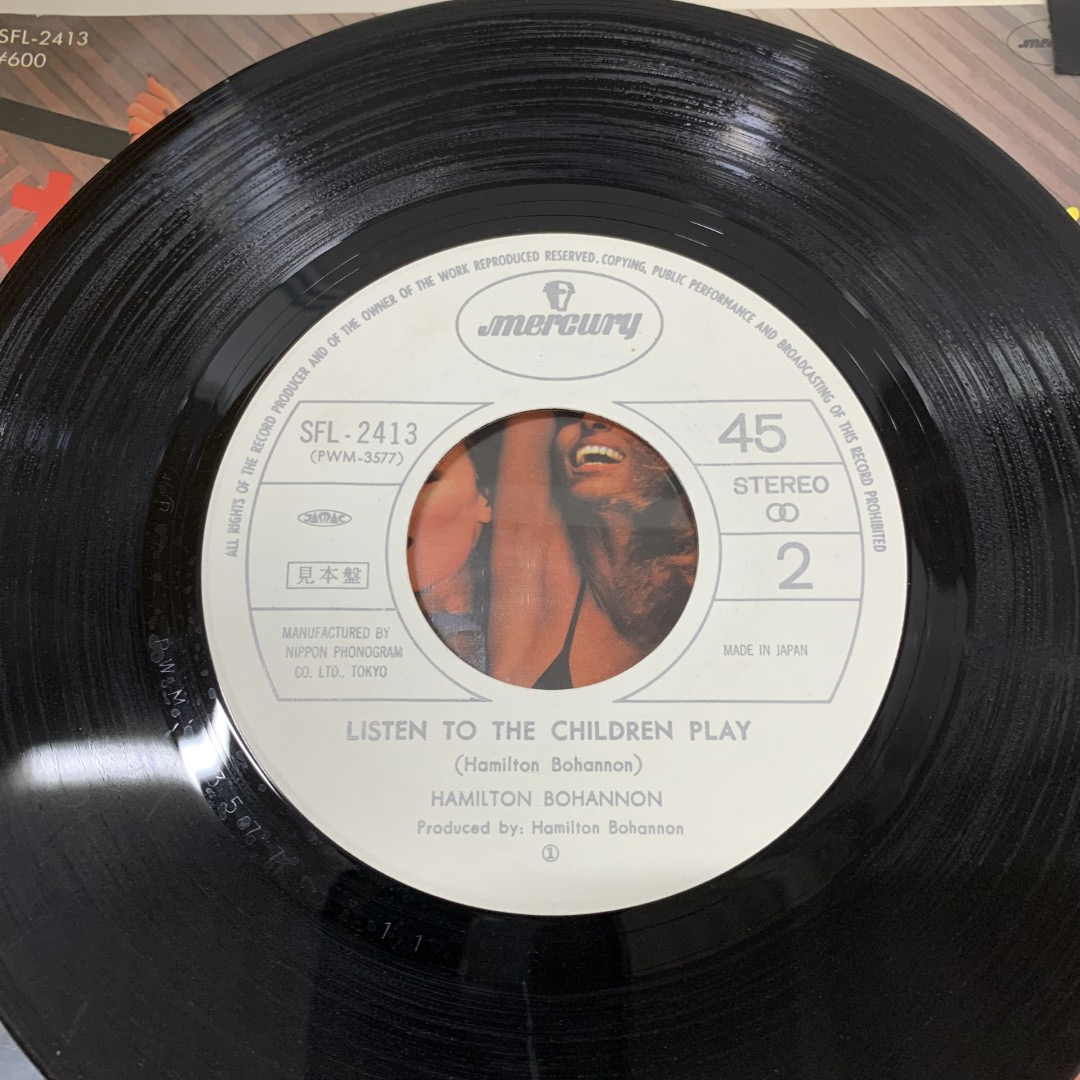 SFL-2413
¥600
ALL RIGHTS OF THE RECORD PRODUCER AND OF THE OWNER OF THE WORK REPRODUCED RESERVED. COPYING, PUBLIC PERFORMANCE AND BROADCASTING OF THIS RECORD PROHIBITED
mercury
SFL-2413
(PWM-3577)
45
STEREO
JASRAC
見本盤
2
MANUFACTURED BY
NIPPON PHONOGRAM
CO. LTD., TOKYO
MADE IN JAPAN
LISTEN TO THE CHILDREN PLAY
(Hamilton Bohannon)
HAMILTON BOHANNON
Produced by: Hamilton Bohannon
①